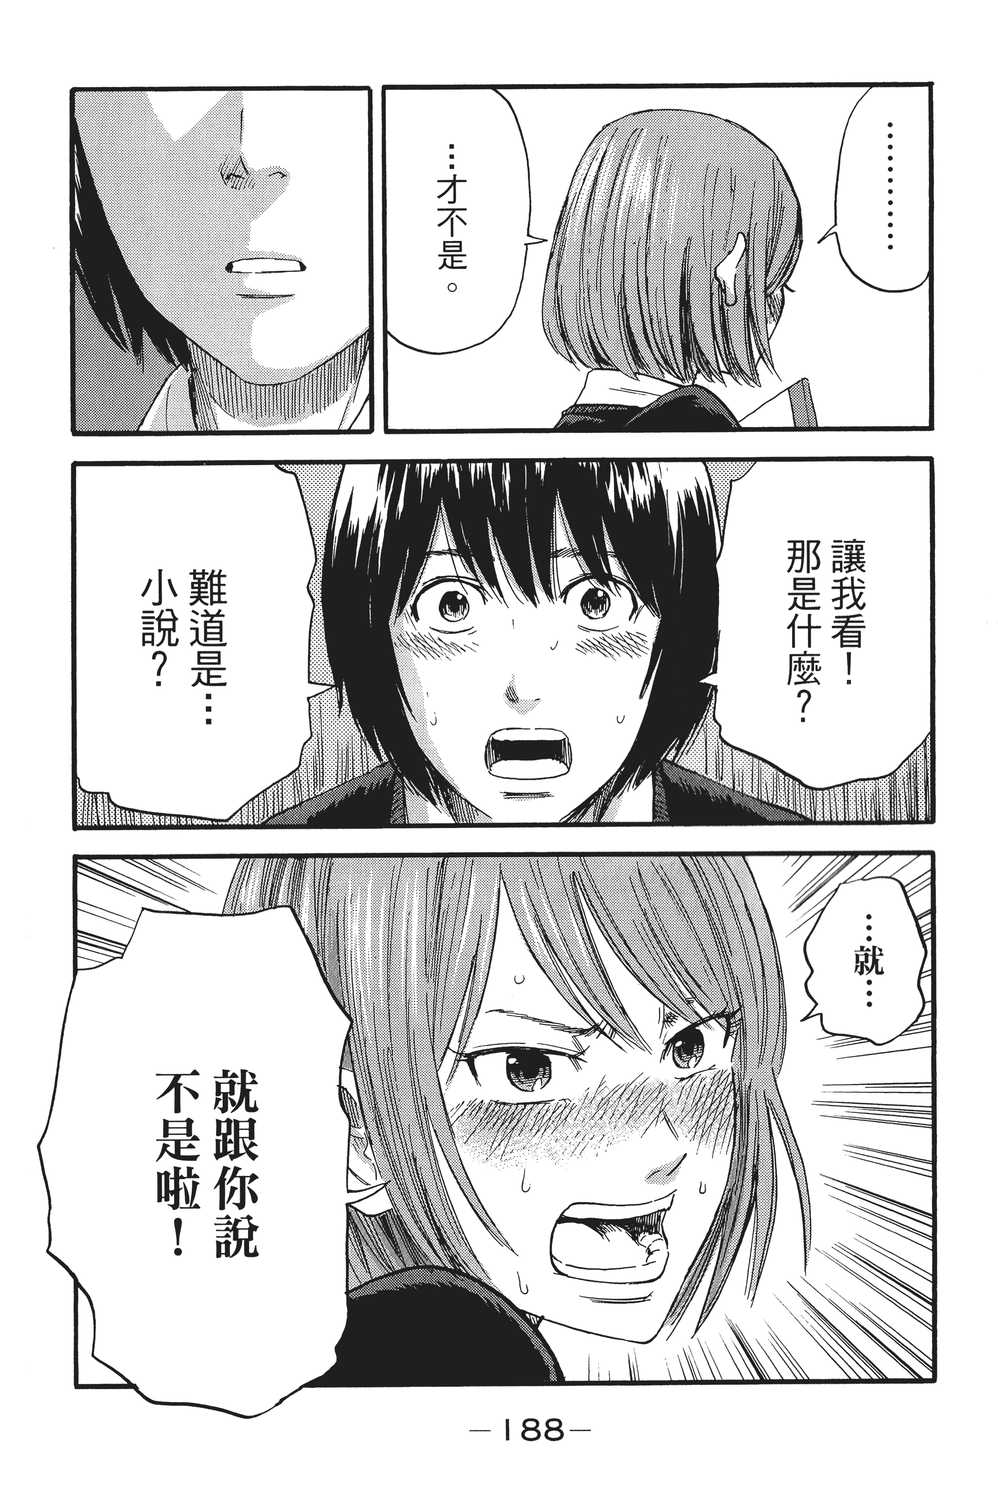 …………
…才不是。
讓我看！
那是什麼？
難道是…
小說？
…就…
就跟你說
不是啦！
—188—